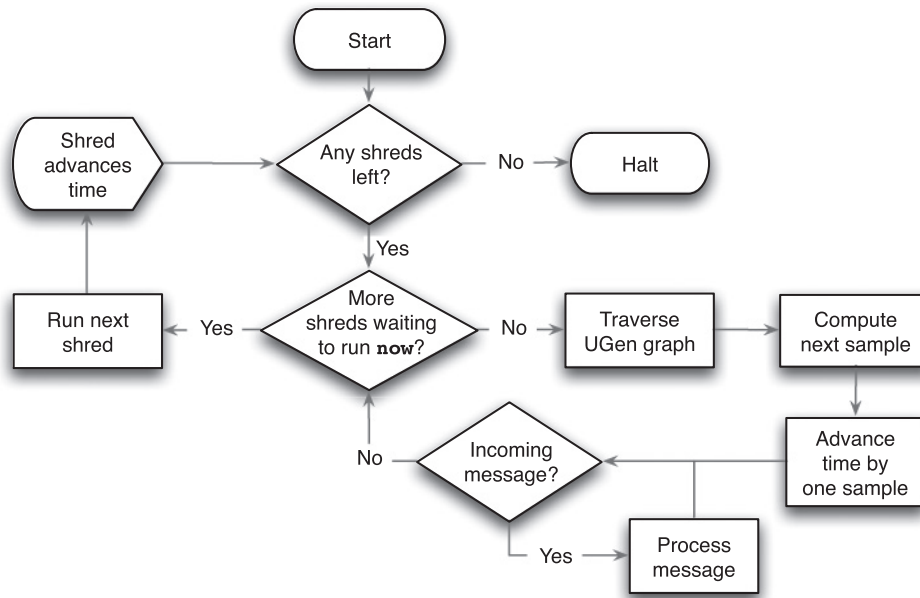 Start
Shred
advances
time
Any shreds
left?
No
Halt
Yes
More
shreds waiting
to run now?
Yes
Run next
shred
No
Traverse
UGen graph
Compute
next sample
Advance
time by
one sample
Incoming
message?
No
Yes
Process
message